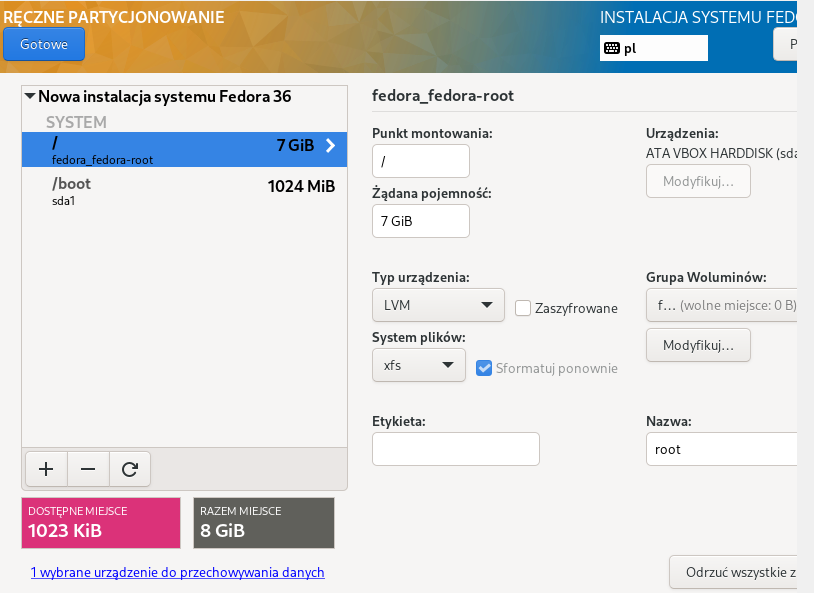 RĘCZNE PARTYCJONOWANIE
INSTALACJA SYSTEMU FEDO
Gotowe
pl
P
Nowa instalacja systemu Fedora 36
SYSTEM
/
7 GiB
fedora_fedora-root
/boot
1024 MiB
sda1
fedora_fedora-root
Punkt montowania:
/
Żądana pojemność:
7 GiB
Urządzenia:
ATA VBOX HARDDISK (sda
Modyfikuj...
Typ urządzenia:
LVM
Zaszyfrowane
System plików:
xfs
Sformatuj ponownie
Grupa Woluminów:
f... (wolne miejsce: 0 B)
Modyfikuj...
Etykieta:
Nazwa:
root
DOSTĘPNE MIEJSCE
1023 KiB
RAZEM MIEJSCE
8 GiB
1 wybrane urządzenie do przechowywania danych
Odrzuć wszystkie z